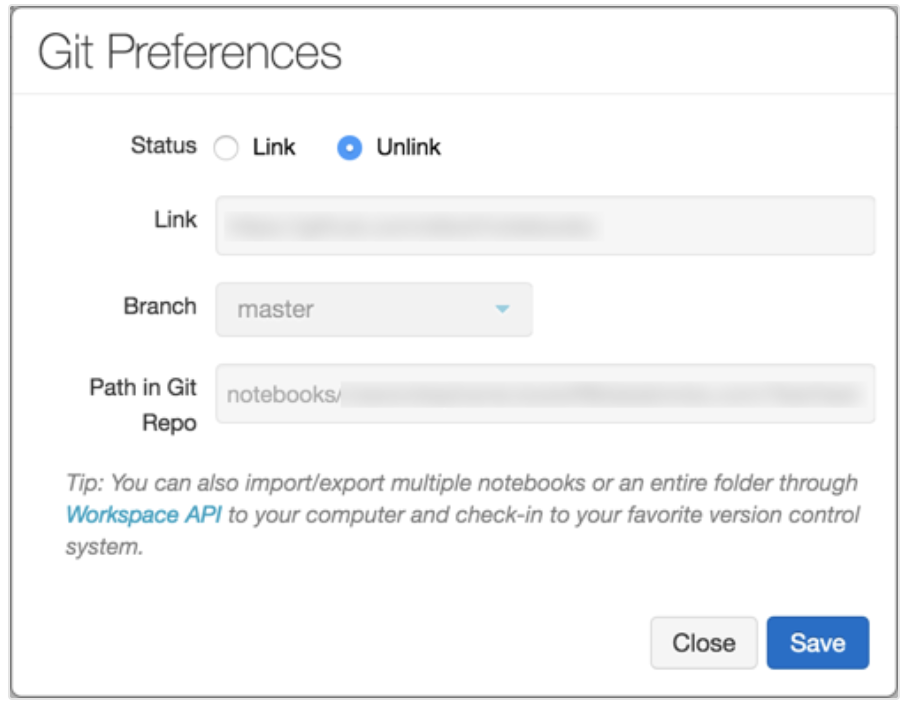 Git Preferences
Status Link Unlink
Link
Branch master
Path in Git notebooks/
Repo
Tip: You can also import/export multiple notebooks or an entire folder through
Workspace API to your computer and check-in to your favorite version control
system.
Close Save